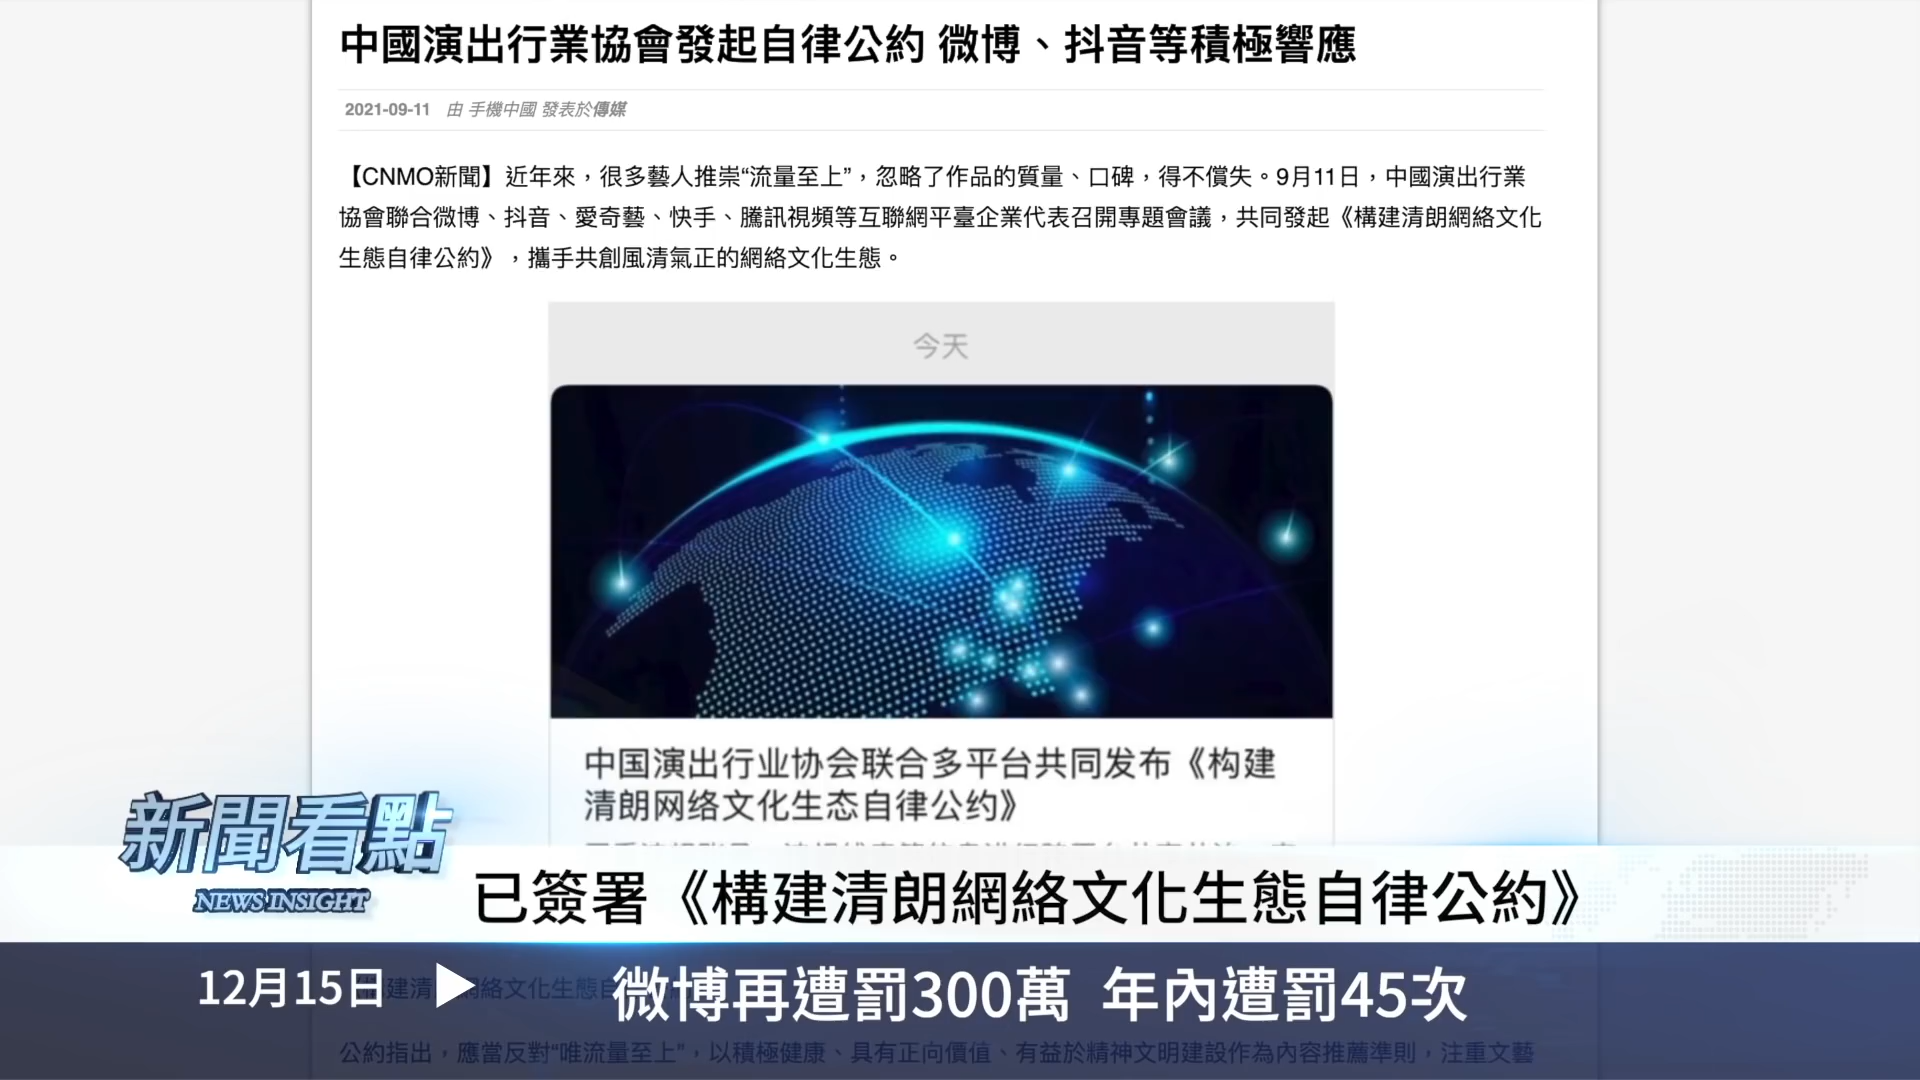 中國演出行業協會發起自律公約 微博、抖音等積極響應
2021-09-11 由 手機中國 發表於傳媒
【CNMO新聞】近年來，很多藝人推崇“流量至上”，忽略了作品的質量、口碑，得不償失。9月11日，中國演出行業
協會聯合微博、抖音、愛奇藝、快手、騰訊視頻等互聯網平臺企業代表召開專題會議，共同發起《構建清朗網絡文化
生態自律公約》，攜手共創風清氣正的網絡文化生態。
今天
中国演出行业协会联合多平台共同发布《构建
清朗网络文化生态自律公约》
新聞看點
NEWS INSIGHT
已簽署《構建清朗網絡文化生態自律公約》
12月15日
微博再遭罰300萬 年內遭罰45次
公約指出，應當反對“唯流量至上”，以積極健康、具有正向價值、有益於精神文明建設作為內容推薦準則，注重文藝